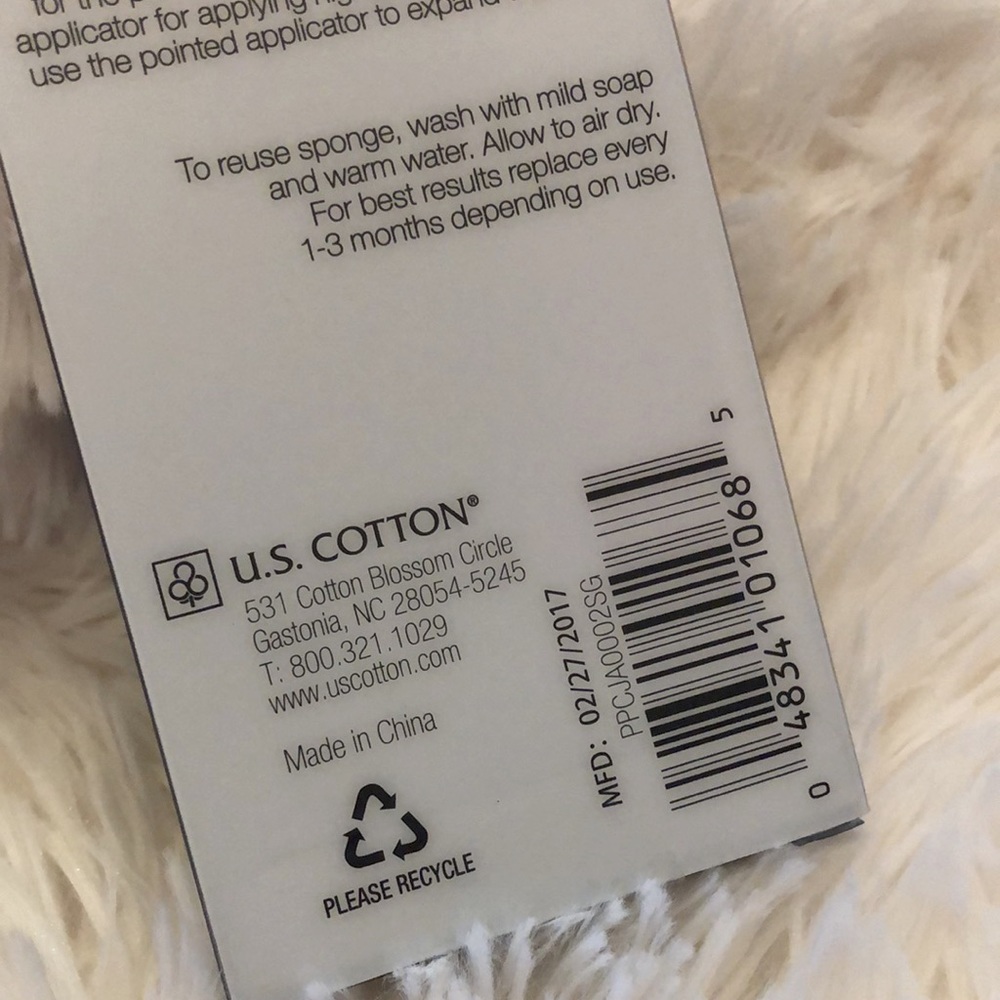 for the
applicator for applying
use the pointed applicator to expand
To reuse sponge, wash with mild soap
and warm water. Allow to air dry.
For best results replace every
1-3 months depending on use.
U.S. COTTON®
531 Cotton Blossom Circle
Gastonia, NC 28054-5245
T: 800.321.1029
www.uscotton.com
Made in China
PLEASE RECYCLE
MFD: 02/27/2017
PPCJA0002SG
0 48341 01068 5